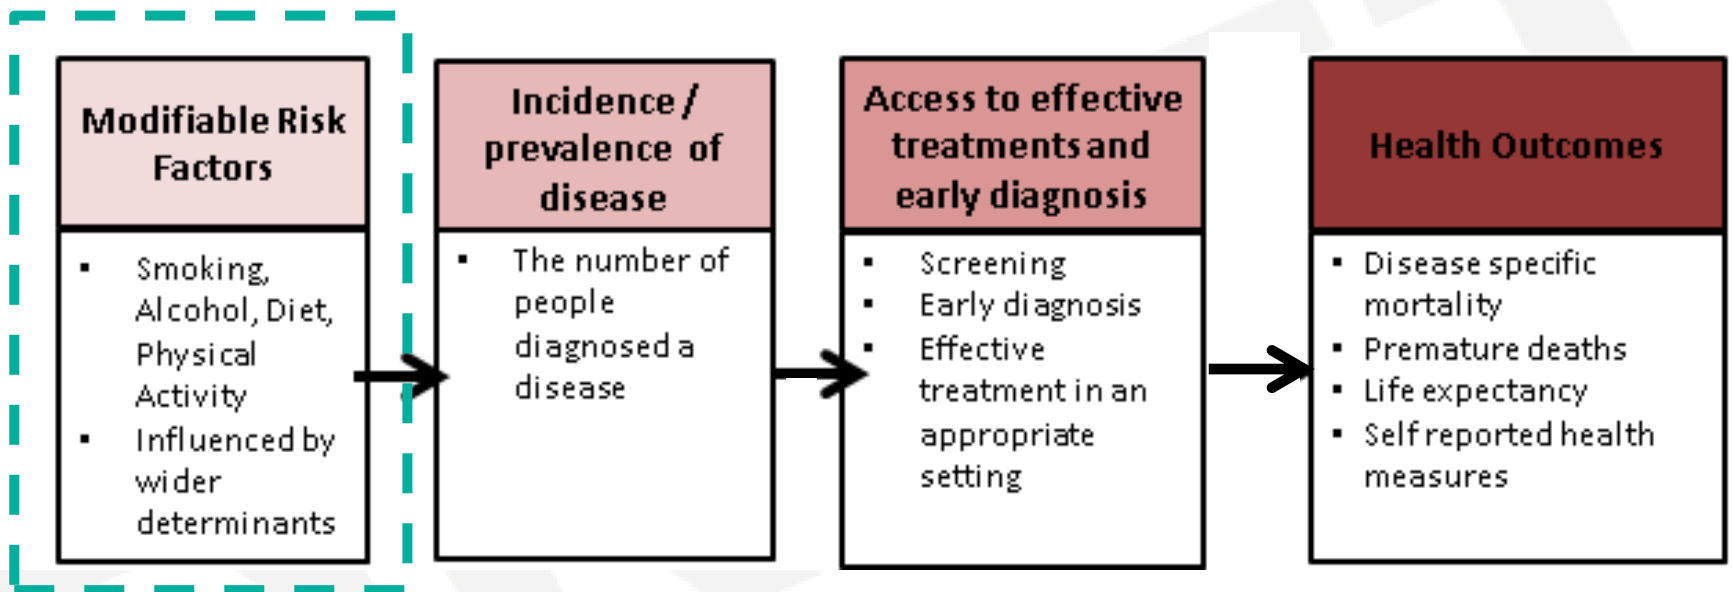 Modifiable Risk
Factors
▪ Smoking,
Alcohol, Diet,
Physical
Activity
▪ Influenced by
wider
determinants
Incidence /
prevalence of
disease
▪ The number of
people
diagnosed a
disease
Access to effective
treatments and
early diagnosis
▪ Screening
▪ Early diagnosis
▪ Effective
treatment in an
appropriate
setting
Health Outcomes
▪ Disease specific
mortality
▪ Premature deaths
▪ Life expectancy
▪ Self reported health
measures